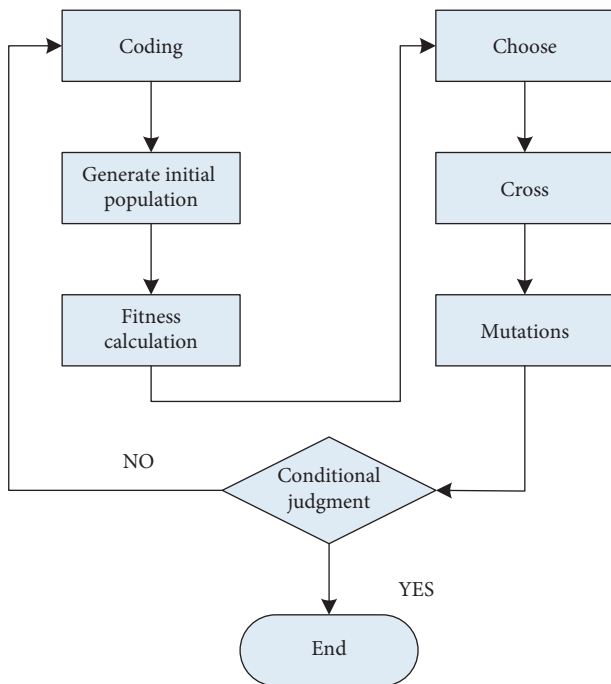 Coding
Generate initial
population
Fitness
calculation
Choose
Cross
Mutations
Conditional
judgment
NO
YES
End